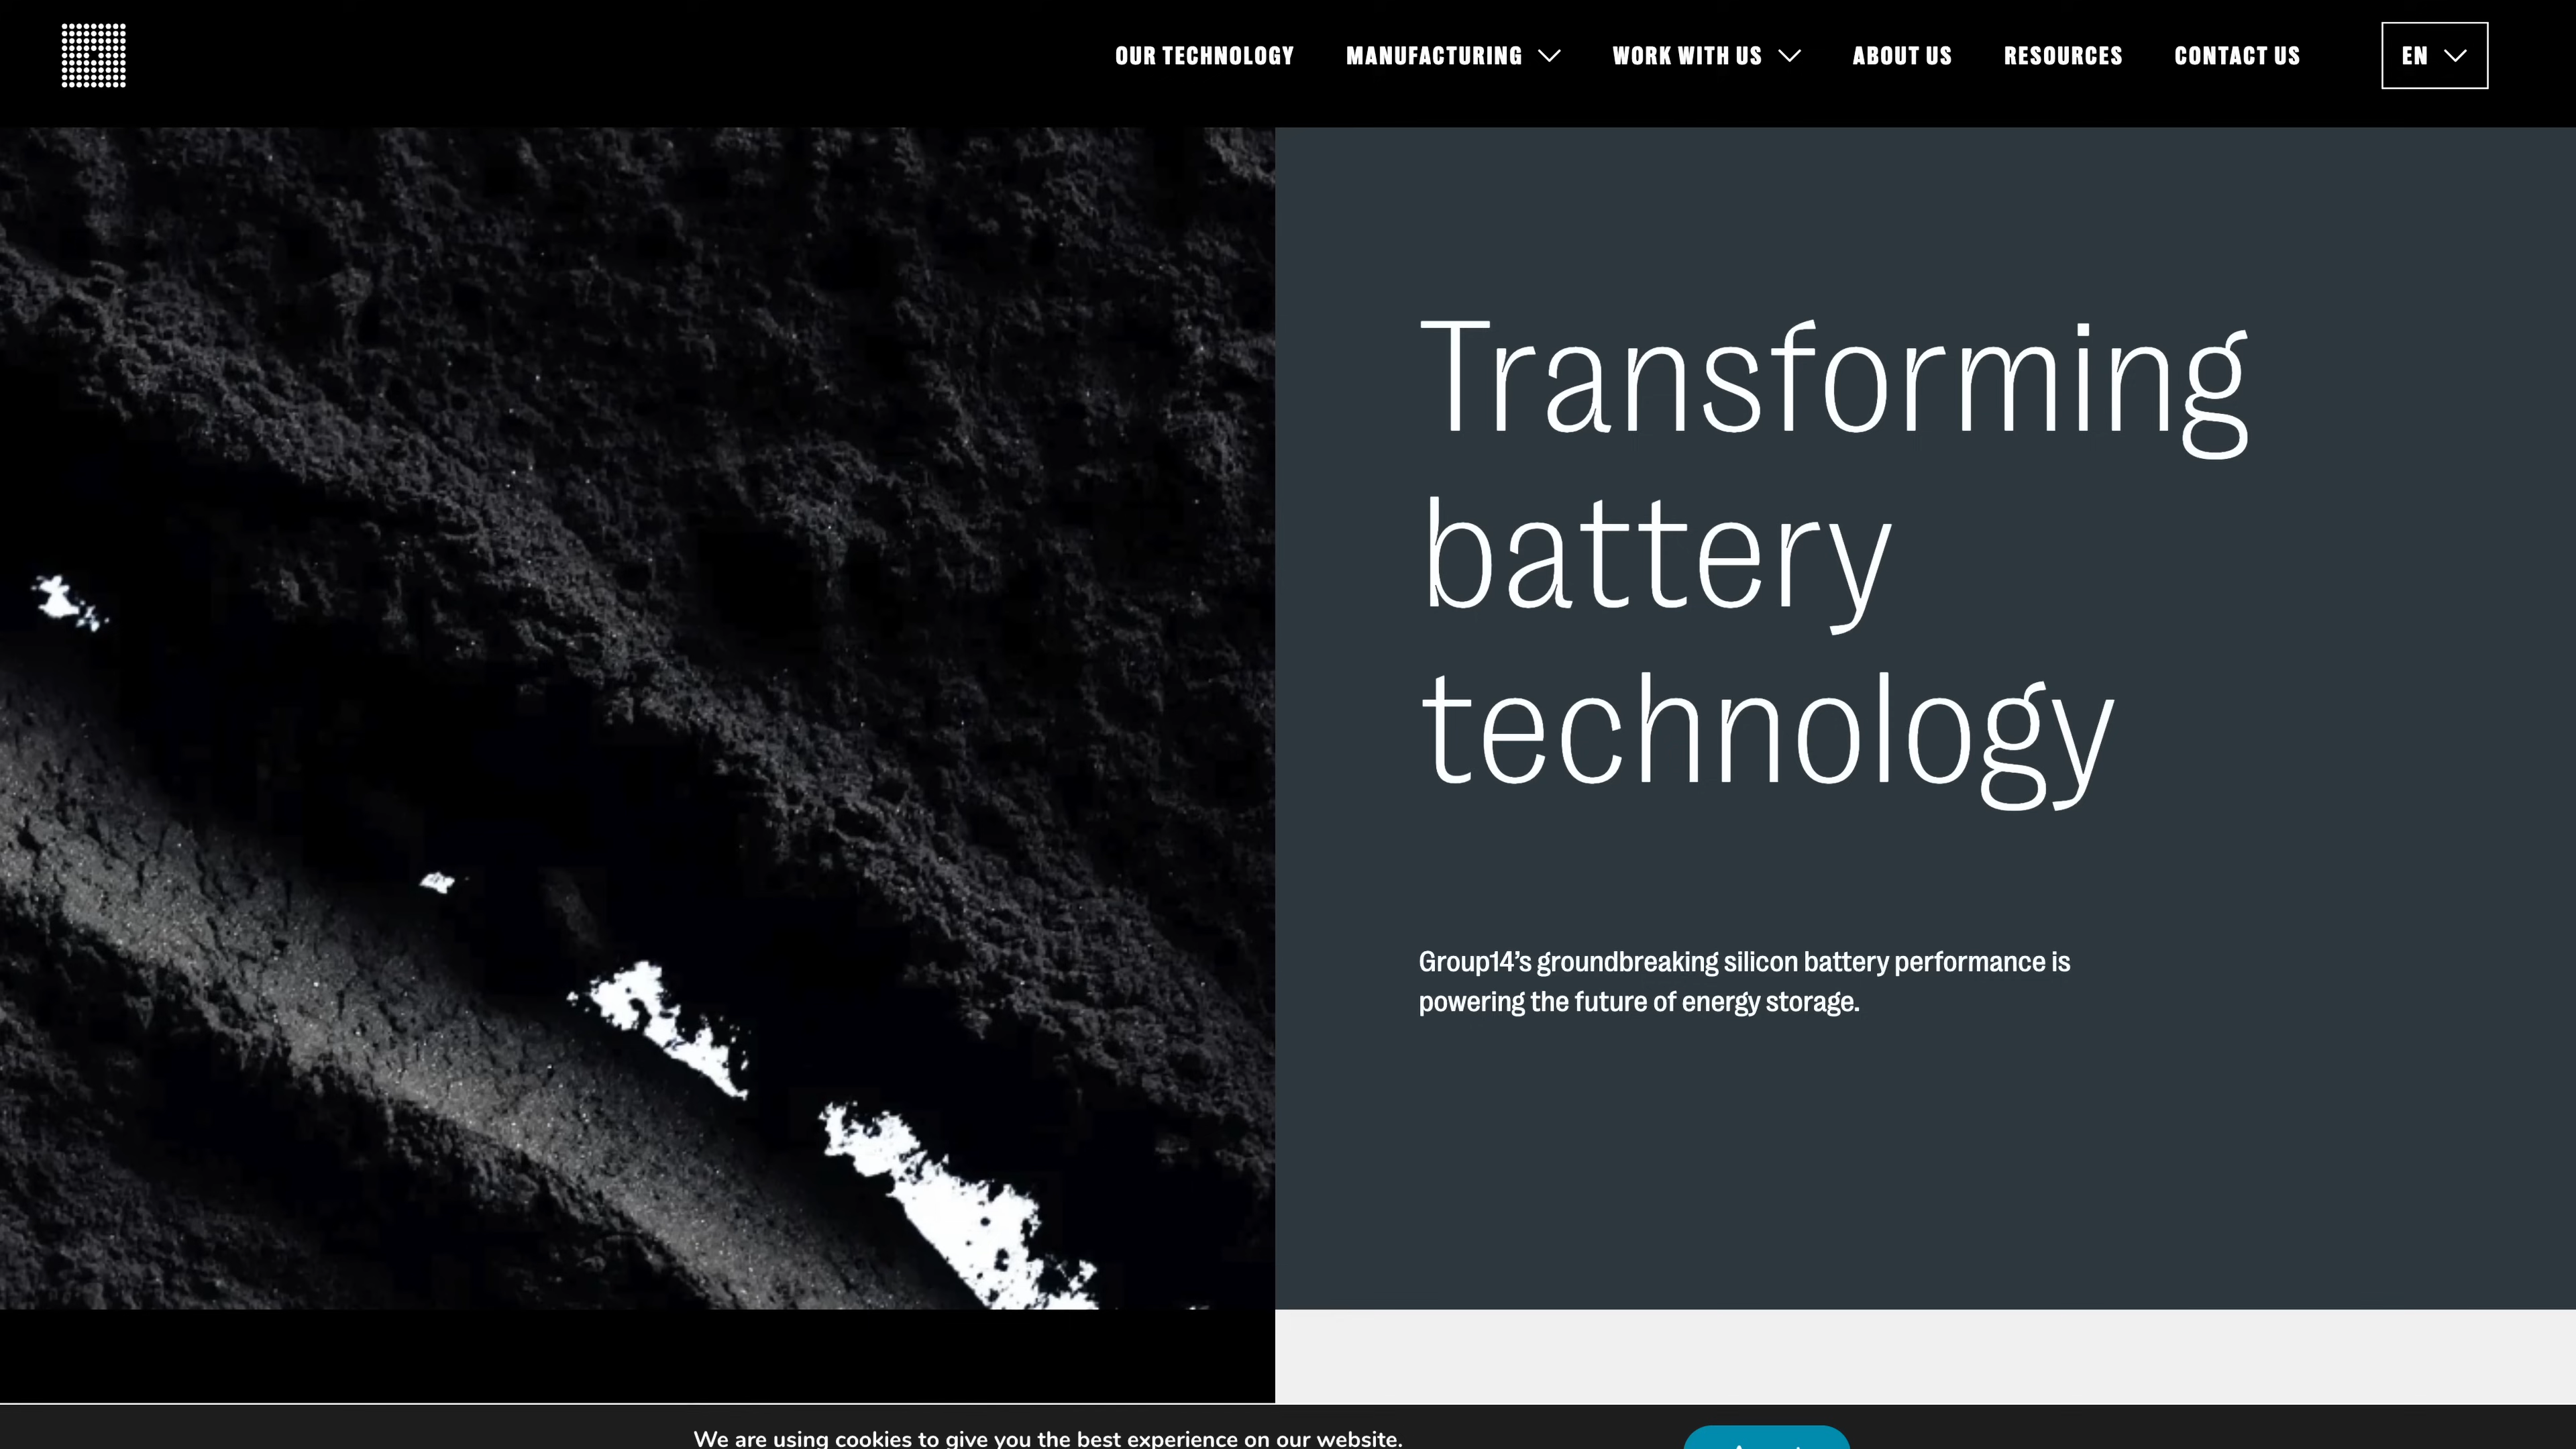 OUR TECHNOLOGY MANUFACTURING WORK WITH US ABOUT US RESOURCES CONTACT US EN
Transforming
battery
technology
Group14’s groundbreaking silicon battery performance is
powering the future of energy storage.
We are using cookies to give you the best experience on our website.